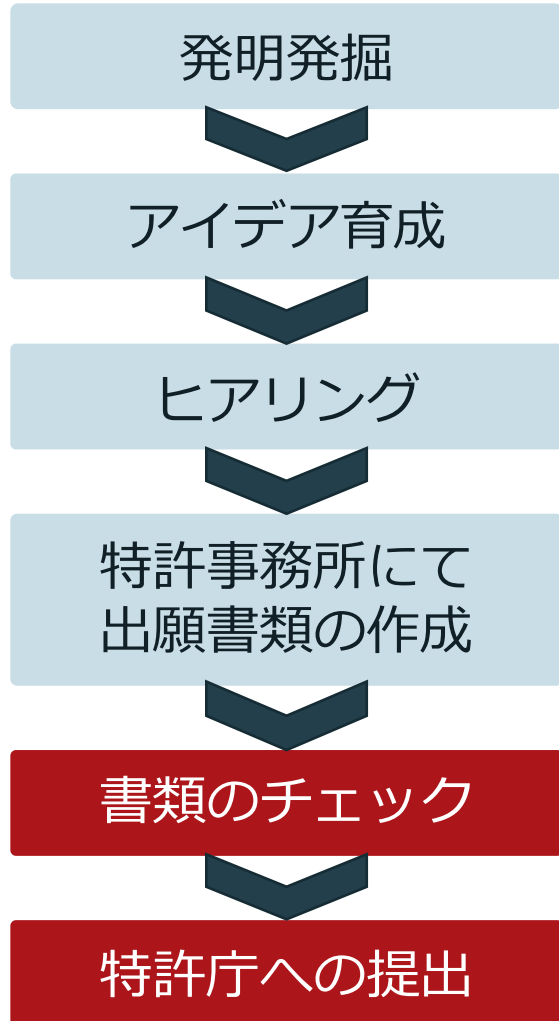 発明発掘
アイデア育成
ヒアリング
特許事務所にて
出願書類の作成
書類のチェック
特許庁への提出